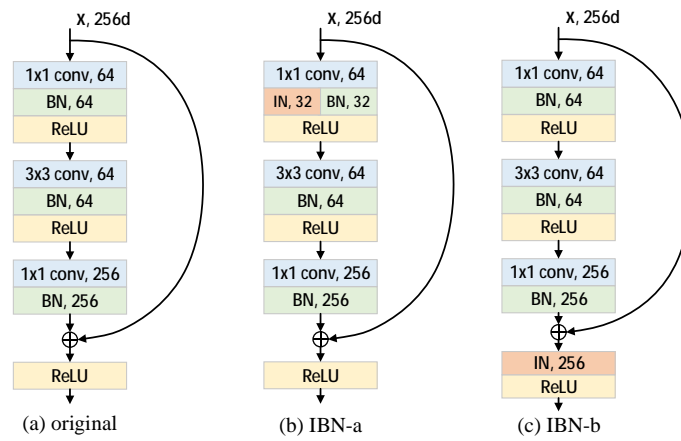 x, 256d
1x1 conv, 64
BN, 64
ReLU
3x3 conv, 64
BN, 64
ReLU
1x1 conv, 256
BN, 256
ReLU
(a) original
x, 256d
1x1 conv, 64
IN, 32 BN, 32
ReLU
3x3 conv, 64
BN, 64
ReLU
1x1 conv, 256
BN, 256
ReLU
(b) IBN-a
x, 256d
1x1 conv, 64
BN, 64
ReLU
3x3 conv, 64
BN, 64
ReLU
1x1 conv, 256
BN, 256
IN, 256
ReLU
(c) IBN-b